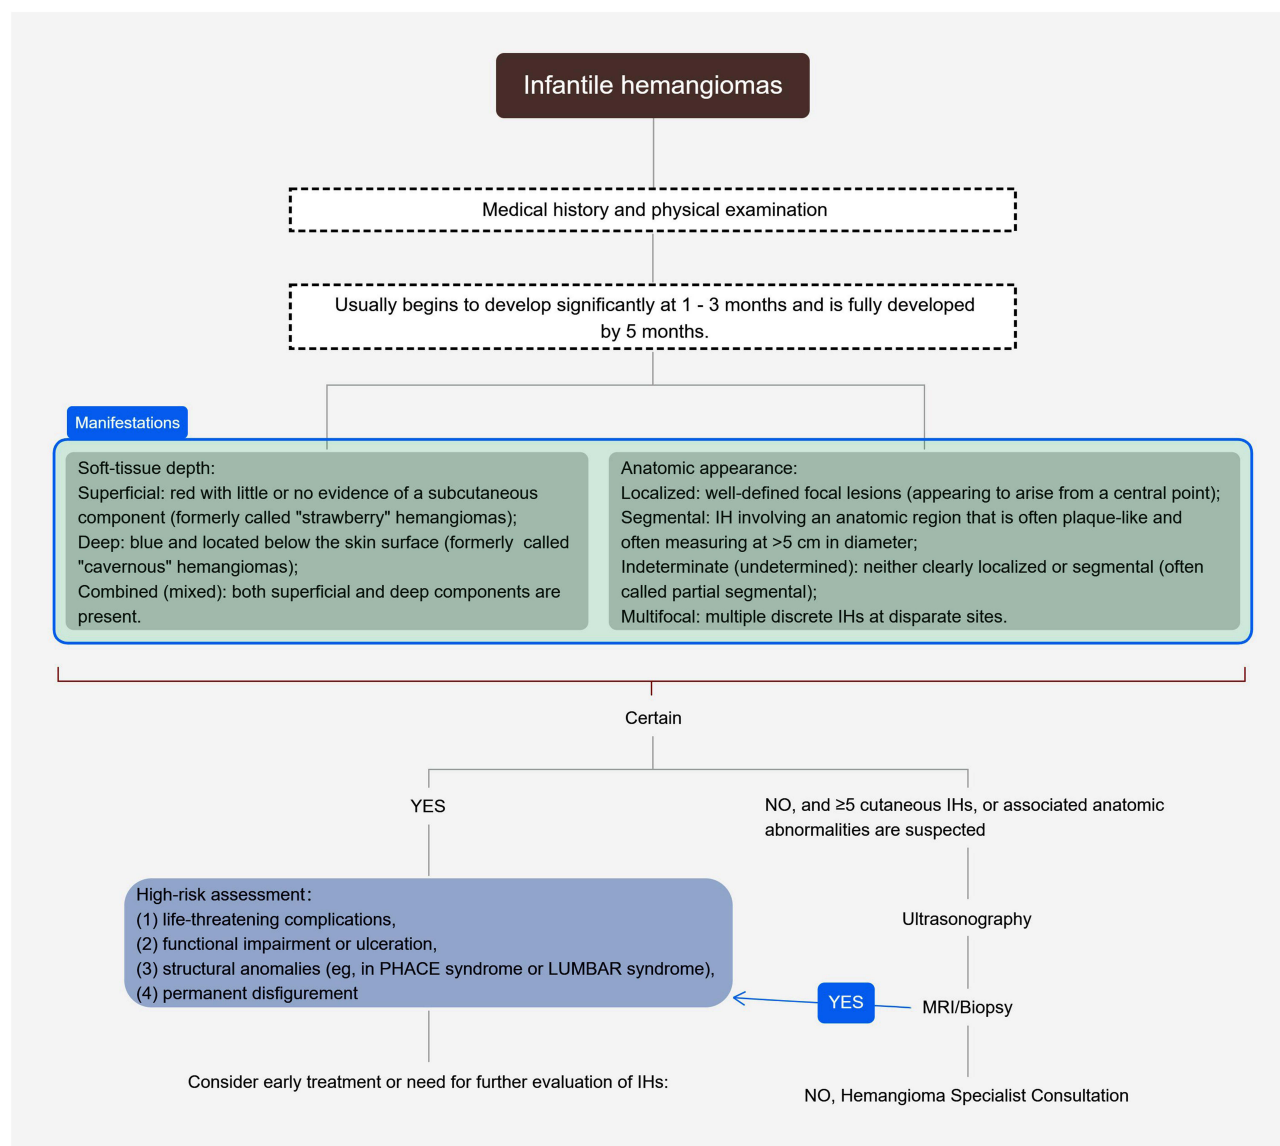 Infantile hemangiomas
Medical history and physical examination
Usually begins to develop significantly at 1 - 3 months and is fully developed
by 5 months.
Manifestations
Soft-tissue depth:
Superficial: red with little or no evidence of a subcutaneous
component (formerly called "strawberry" hemangiomas);
Deep: blue and located below the skin surface (formerly called
"cavernous" hemangiomas);
Combined (mixed): both superficial and deep components are
present.
Anatomic appearance:
Localized: well-defined focal lesions (appearing to arise from a central point);
Segmental: IH involving an anatomic region that is often plaque-like and
often measuring at >5 cm in diameter;
Indeterminate (undetermined): neither clearly localized or segmental (often
called partial segmental);
Multifocal: multiple discrete IHs at disparate sites.
Certain
YES
NO, and ≥5 cutaneous IHs, or associated anatomic
abnormalities are suspected
High-risk assessment:
(1) life-threatening complications,
(2) functional impairment or ulceration,
(3) structural anomalies (eg, in PHACE syndrome or LUMBAR syndrome),
(4) permanent disfigurement
Ultrasonography
YES
MRI/Biopsy
Consider early treatment or need for further evaluation of IHs:
NO, Hemangioma Specialist Consultation